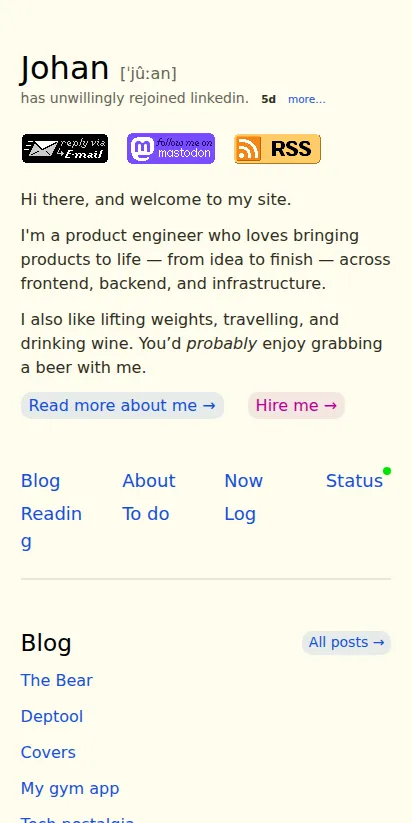 Johan [ˈjûːan]
has unwillingly rejoined linkedin. 5d more...
reply via E-mail
follow me on mastodon
RSS
Hi there, and welcome to my site.
I'm a product engineer who loves bringing
products to life — from idea to finish — across
frontend, backend, and infrastructure.
I also like lifting weights, travelling, and
drinking wine. You’d probably enjoy grabbing
a beer with me.
Read more about me → Hire me →
Blog About Now Status
Readin To do Log
g
Blog All posts →
The Bear
Deptool
Covers
My gym app
Tech nostalgia